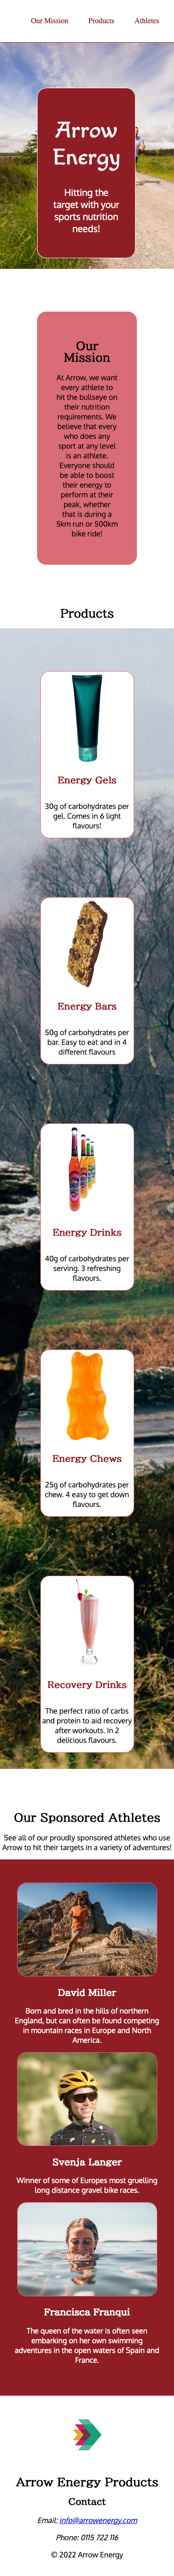 Our Mission Products Athletes
Arrow
Energy
Hitting the
target with your
sports nutrition
needs!
Our
Mission
At Arrow, we want
every athlete to
hit the bullseye on
their nutrition
requirements. We
believe that every
who does any
sport at any level
is an athlete.
Everyone should
be able to boost
their energy to
perform at their
peak, whether
that is during a
5km run or 500km
bike ride!
Products
Energy Gels
30g of carbohydrates per
gel. Comes in 6 light
flavours!
Energy Bars
50g of carbohydrates per
bar. Easy to eat and in 4
different flavours
Energy Drinks
40g of carbohydrates per
serving. 3 refreshing
flavours.
Energy Chews
25g of carbohydrates per
chew. 4 easy to get down
flavours.
Recovery Drinks
The perfect ratio of carbs
and protein to aid recovery
after workouts. In 2
delicious flavours.
Our Sponsored Athletes
See all of our proudly sponsored athletes who use
Arrow to hit their targets in a variety of adventures!
David Miller
Born and bred in the hills of northern
England, but can often be found competing
in mountain races in Europe and North
America.
Svenja Langer
Winner of some of Europes most gruelling
long distance gravel bike races.
Francisca Franqui
The queen of the water is often seen
embarking on her own swimming
adventures in the open waters of Spain and
France.
Arrow Energy Products
Contact
Email: info@arrowenergy.com
Phone: 0115 722 116
© 2022 Arrow Energy